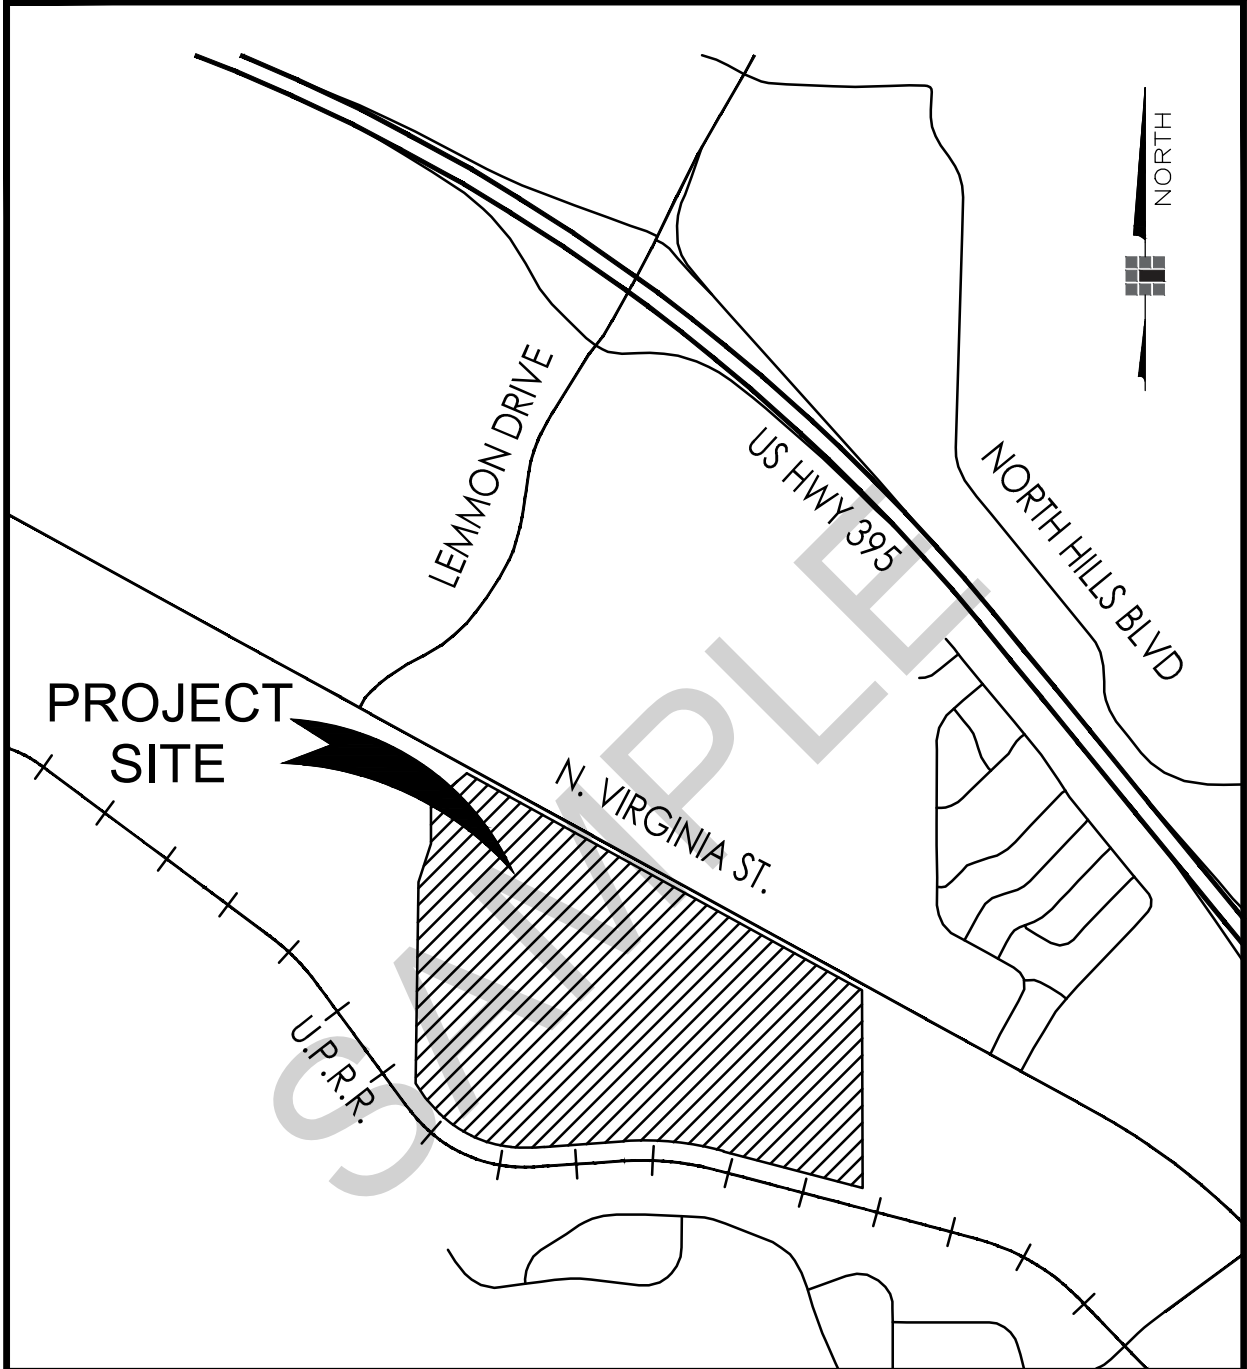 NORTH
LEMMON DRIVE
US HWY 395
NORTH HILLS BLVD
PROJECT
SITE
N. VIRGINIA ST.
U.P.R.R.
SAMPLE